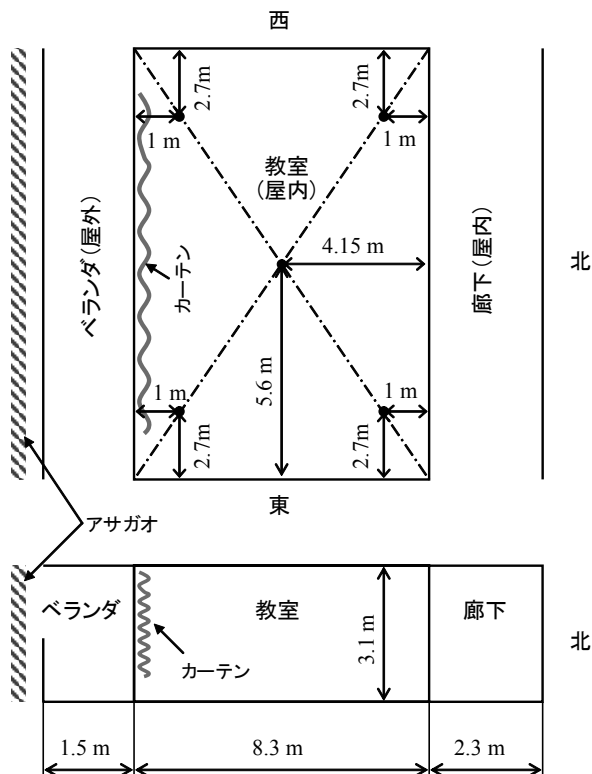 西
2.7m
2.7m
1 m
1 m
教室
(屋内)
4.15 m
ベランダ(屋外)
カーテン
廊下(屋内)
北
5.6 m
1 m
1 m
2.7m
2.7m
東
アサガオ
ベランダ
教室
廊下
北
カーテン
3.1 m
1.5 m
8.3 m
2.3 m